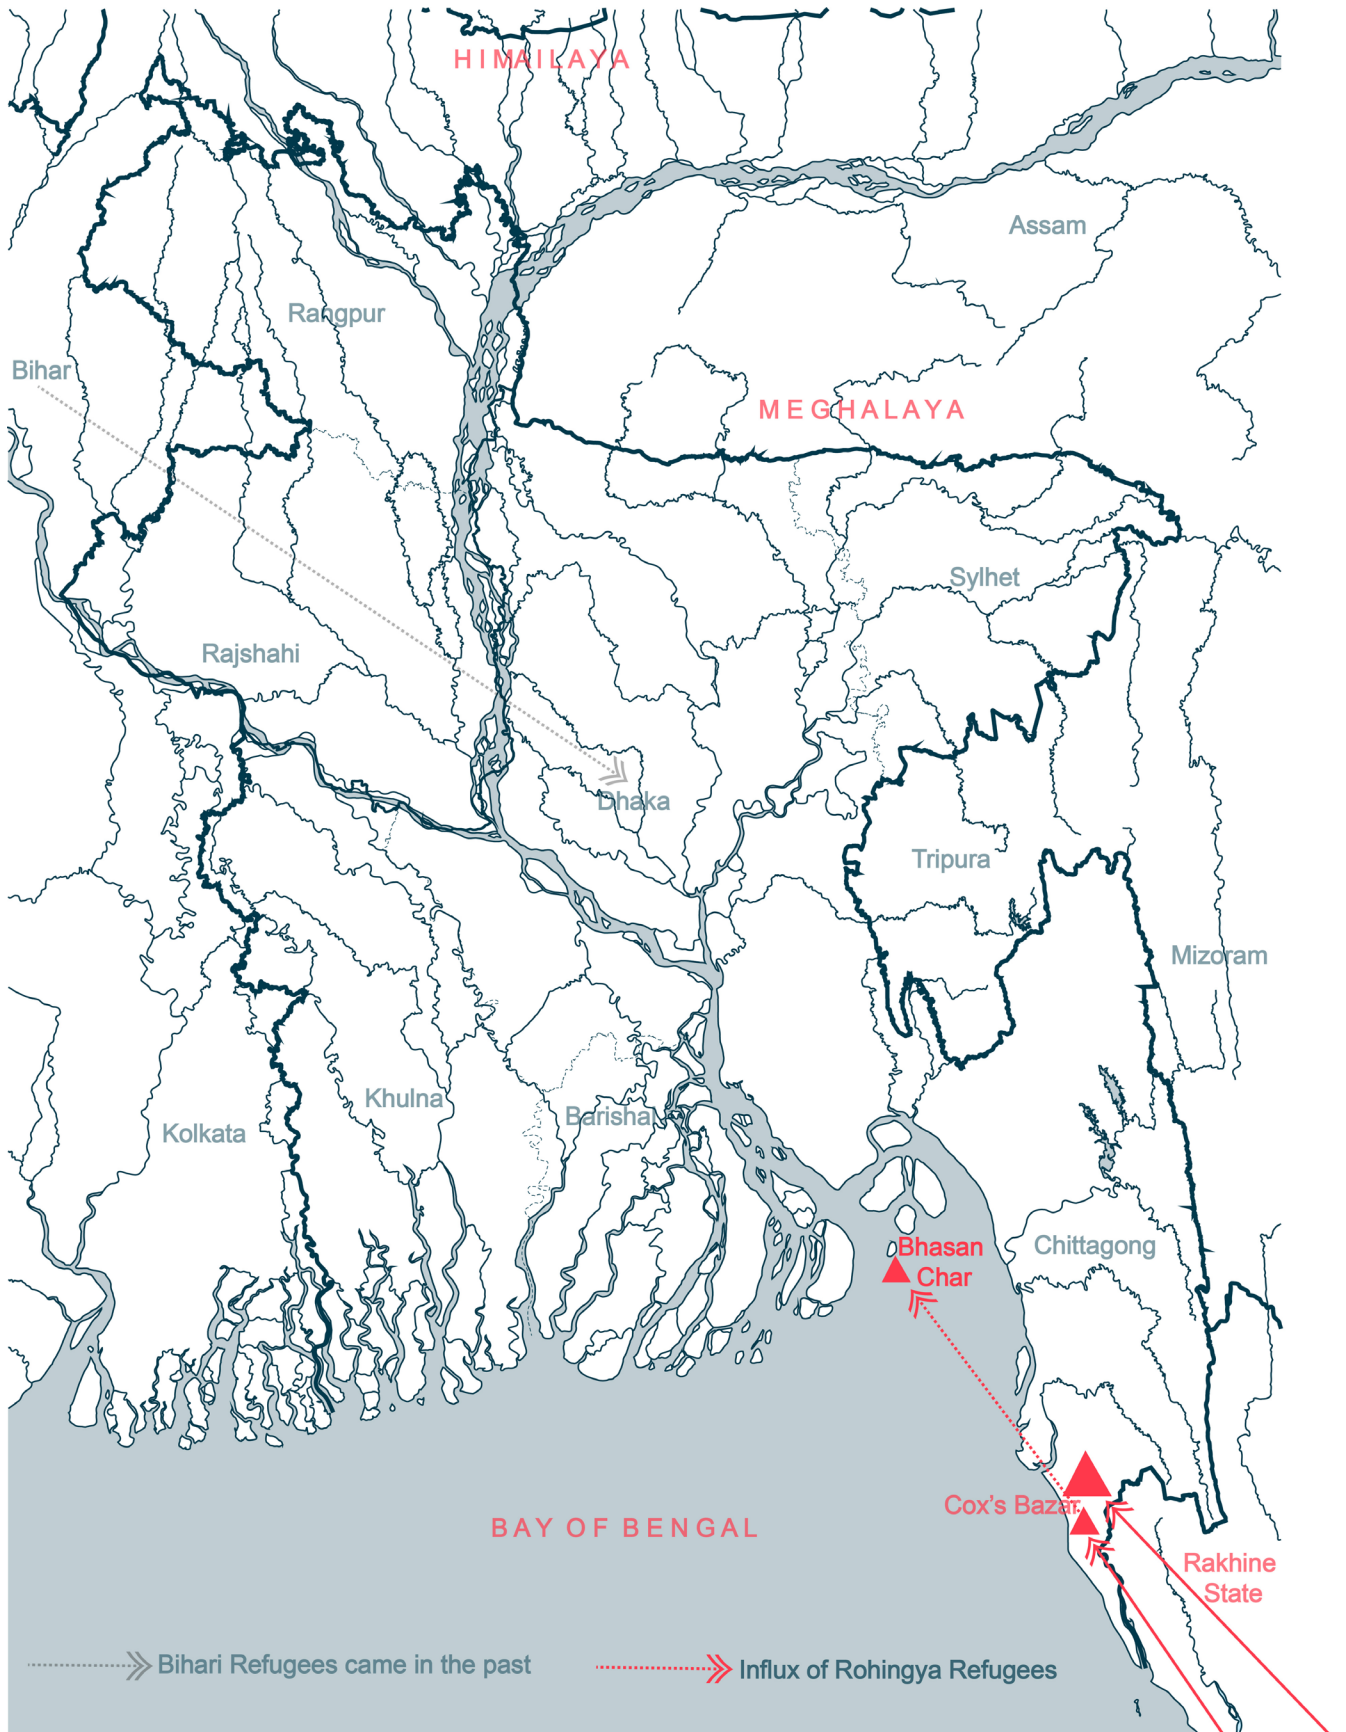 HIMAILAYA
Assam
Rangpur
Bihar
MEGHALAYA
Sylhet
Rajshahi
Dhaka
Tripura
Mizoram
Khulna
Barishal
Kolkata
Chittagong
Bhasan
Char
Cox's Bazar
BAY OF BENGAL
Rakhine
State
Bihari Refugees came in the past
Influx of Rohingya Refugees